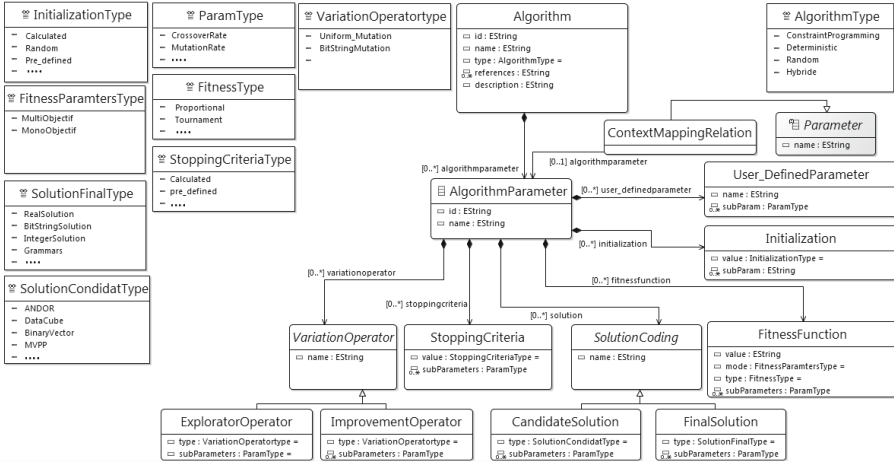 InitializationType
Calculated
Random
Pre_defined
....
ParamType
CrossoverRate
MutationRate
....
VariationOperatortype
Uniform_Mutation
BitStringMutation
Algorithm
id : EString
name : EString
type : AlgorithmType =
references : EString
description : EString
AlgorithmType
ConstraintProgramming
Deterministic
Random
Hybride
FitnessParamtersType
MultiObjectif
MonoObjectif
FitnessType
Proportional
Tournament
....
ContextMappingRelation
Parameter
name : EString
StoppingCriteriaType
Calculated
pre_defined
....
[0..*] algorithmparameter
[0..1] algorithmparameter
SolutionFinalType
RealSolution
BitStringSolution
IntegerSolution
Grammars
....
AlgorithmParameter
id : EString
name : EString
[0..*] user_definedparameter
User_DefinedParameter
name : EString
subParam : ParamType
[0..*] initialization
Initialization
value : InitializationType =
subParam : EString
SolutionCondidatType
ANDOR
DataCube
BinaryVector
MVPP
....
[0..*] variationoperator
[0..*] stoppingcriteria
[0..*] solution
[0..*] fitnessfunction
VariationOperator
name : EString
StoppingCriteria
value : StoppingCriteriaType =
subParameters : ParamType
SolutionCoding
name : EString
FitnessFunction
value : EString
mode : FitnessParamtersType =
type : FitnessType =
subParameters : ParamType
ExploratorOperator
type : VariationOperatortype =
subParameters : ParamType =
ImprovementOperator
type : VariationOperatortype =
subParameters : ParamType
CandidateSolution
type : SolutionCondidatType =
subParameters : ParamType
FinalSolution
type : SolutionFinalType =
subParameters : ParamType